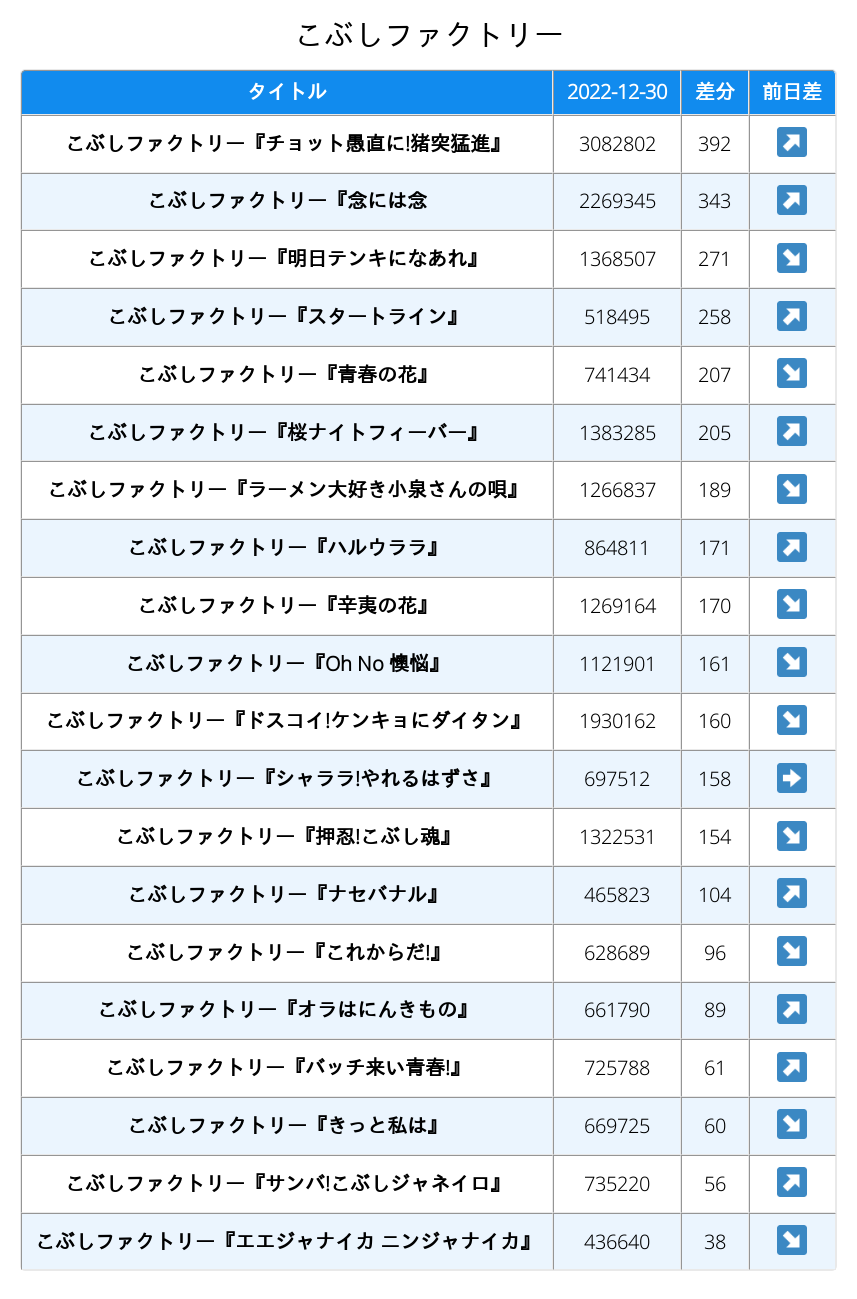 こぶしファクトリー
タイトル 2022-12-30 差分 前日差
こぶしファクトリー『チョット愚直に!猪突猛進』 3082802 392 ↗
こぶしファクトリー『念には念 2269345 343 ↗
こぶしファクトリー『明日テンキになあれ』 1368507 271 ↘
こぶしファクトリー『スタートライン』 518495 258 ↗
こぶしファクトリー『青春の花』 741434 207 ↘
こぶしファクトリー『桜ナイトフィーバー』 1383285 205 ↗
こぶしファクトリー『ラーメン大好き小泉さんの唄』 1266837 189 ↘
こぶしファクトリー『ハルウララ』 864811 171 ↗
こぶしファクトリー『辛夷の花』 1269164 170 ↘
こぶしファクトリー『Oh No 懊悩』 1121901 161 ↘
こぶしファクトリー『ドスコイ!ケンキョにダイタン』 1930162 160 ↘
こぶしファクトリー『シャララ!やれるはずさ』 697512 158 ➡
こぶしファクトリー『押忍!こぶし魂』 1322531 154 ↘
こぶしファクトリー『ナセバナル』 465823 104 ↗
こぶしファクトリー『これからだ!』 628689 96 ↘
こぶしファクトリー『オラはにんきもの』 661790 89 ↗
こぶしファクトリー『バッチ来い青春!』 725788 61 ↗
こぶしファクトリー『きっと私は』 669725 60 ↘
こぶしファクトリー『サンバ!こぶしジャネイロ』 735220 56 ↗
こぶしファクトリー『エエジャナイカ ニンジャナイカ』 436640 38 ↘